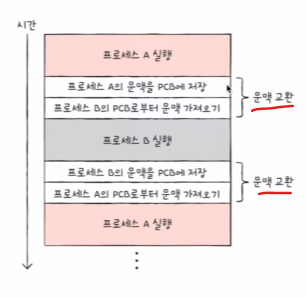 시간
프로세스 A 실행
프로세스 A의 문맥을 PCB에 저장
프로세스 B의 PCB로부터 문맥 가져오기
문맥 교환
프로세스 B 실행
프로세스 B의 문맥을 PCB에 저장
프로세스 A의 PCB로부터 문맥 가져오기
문맥 교환
프로세스 A 실행